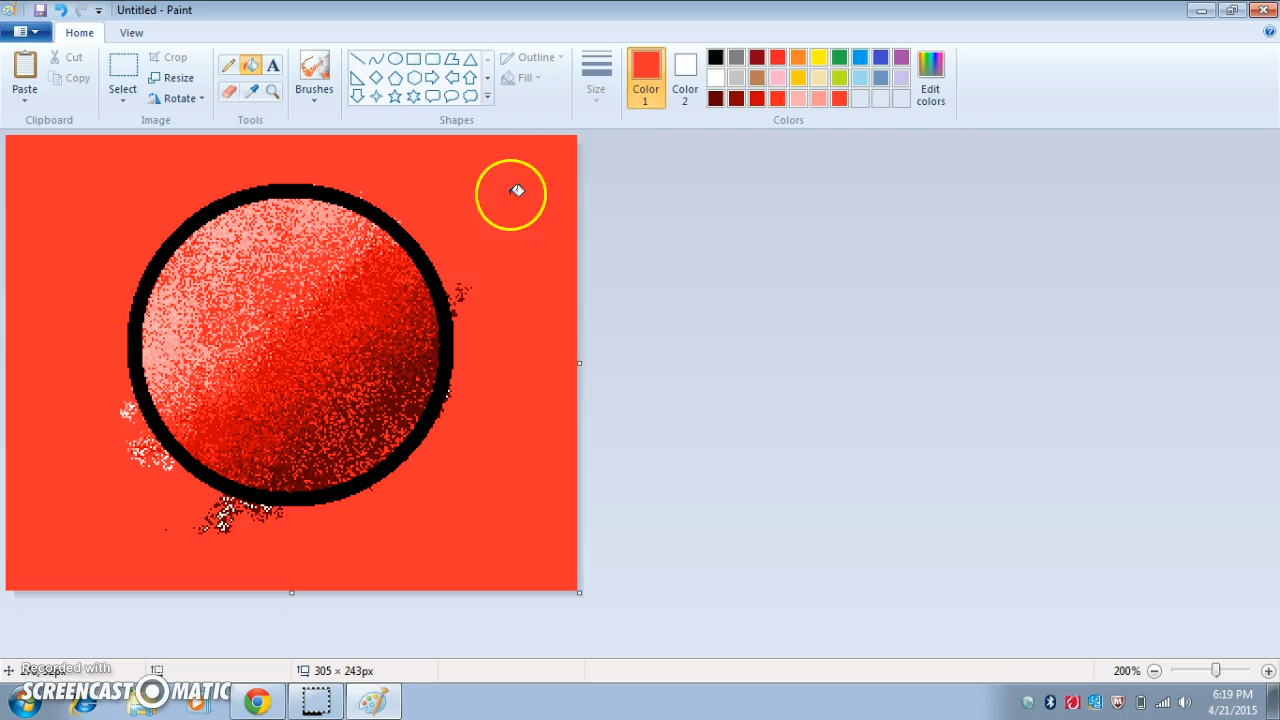 Untitled - Paint
Home
View
Paste
Cut
Copy
Clipboard
Select
Crop
Resize
Rotate
Image
A
Tools
Brushes
Outline
Fill
Shapes
Size
Color 1
Color 2
Edit colors
Colors
305 × 243px
200%
Recorded with
SCREENCAST MATIC
6:19 PM
4/21/2015